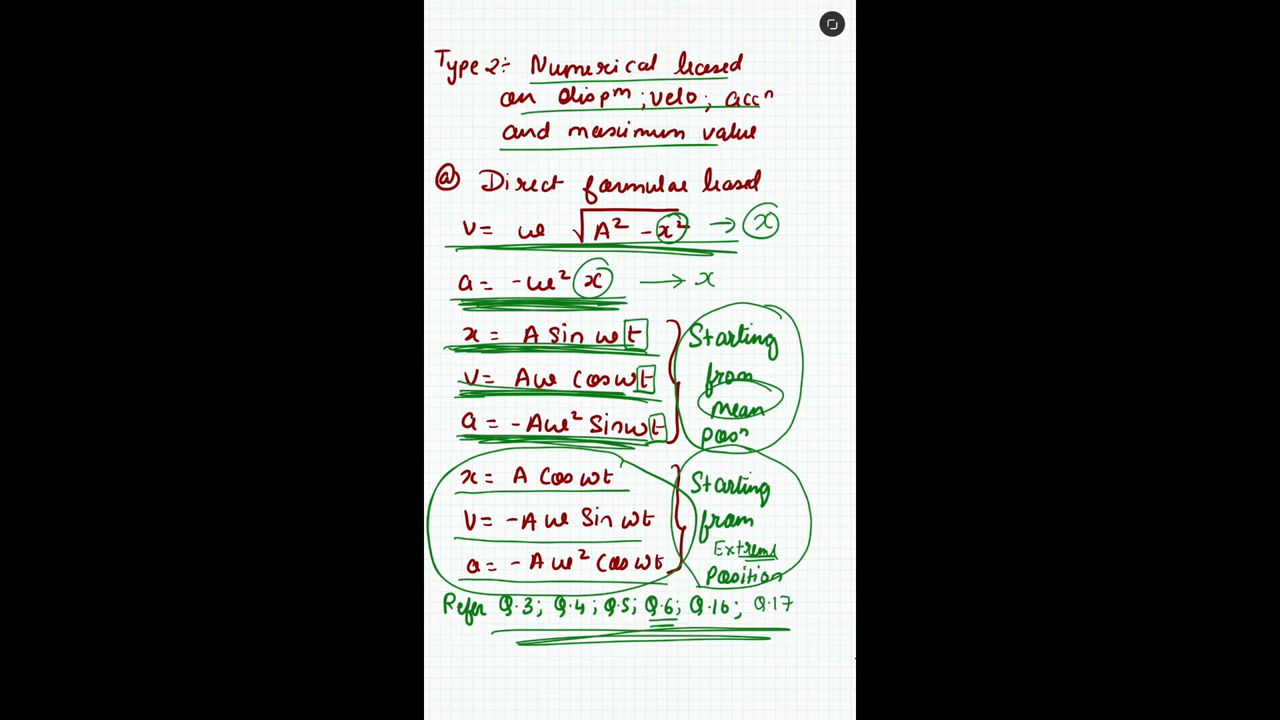 Type 2:- Numerical based
on dispᵐ ; velo ; accⁿ
and maximum value
ⓐ Direct formulae based
v = ω √(A² - x²) → x
a = -ω² x → x
x = A Sin ωt
v = Aω Cos ωt
a = -Aω² Sin ωt
Starting
from
mean
posⁿ
x = A Cos ωt
v = -Aω Sin ωt
a = -Aω² Cos ωt
Starting
from
Extreme
Position
Refer Q.3; Q.4; Q.5; Q.6; Q.16; Q.17